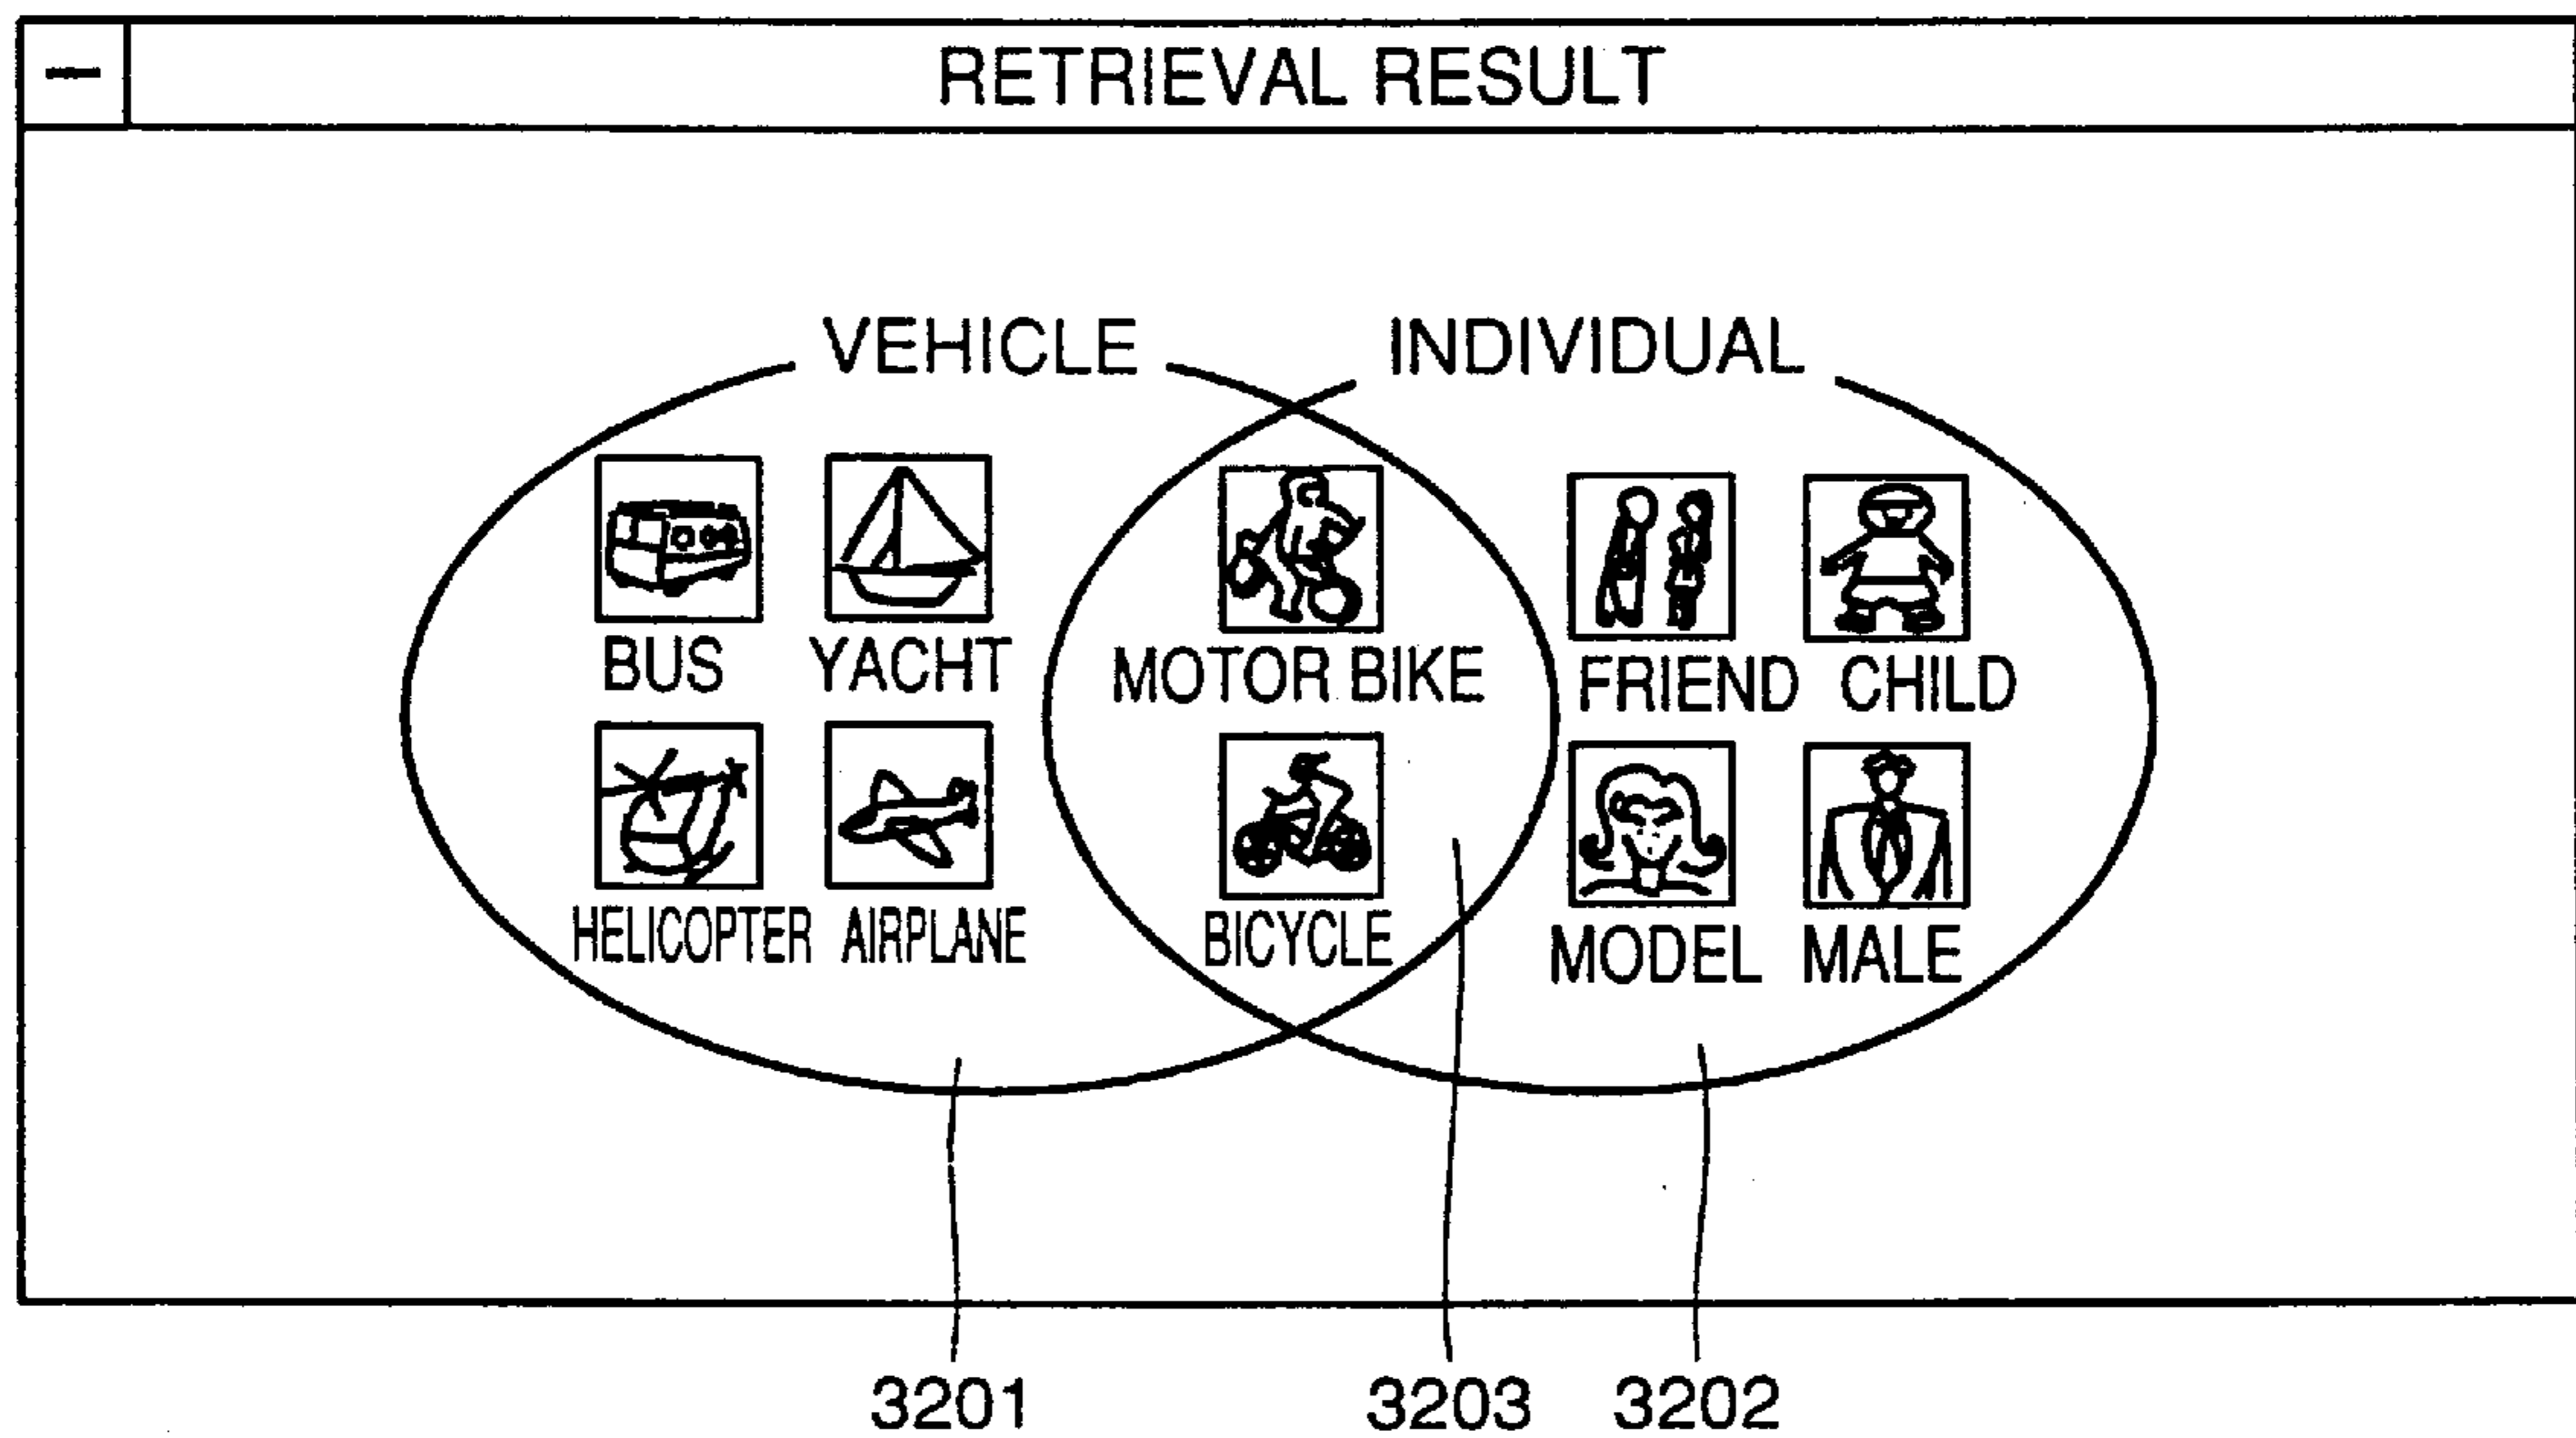 RETRIEVAL RESULT
VEHICLE INDIVIDUAL
BUS YACHT MOTOR BIKE FRIEND CHILD
HELICOPTER AIRPLANE BICYCLE MODEL MALE
3201 3203 3202